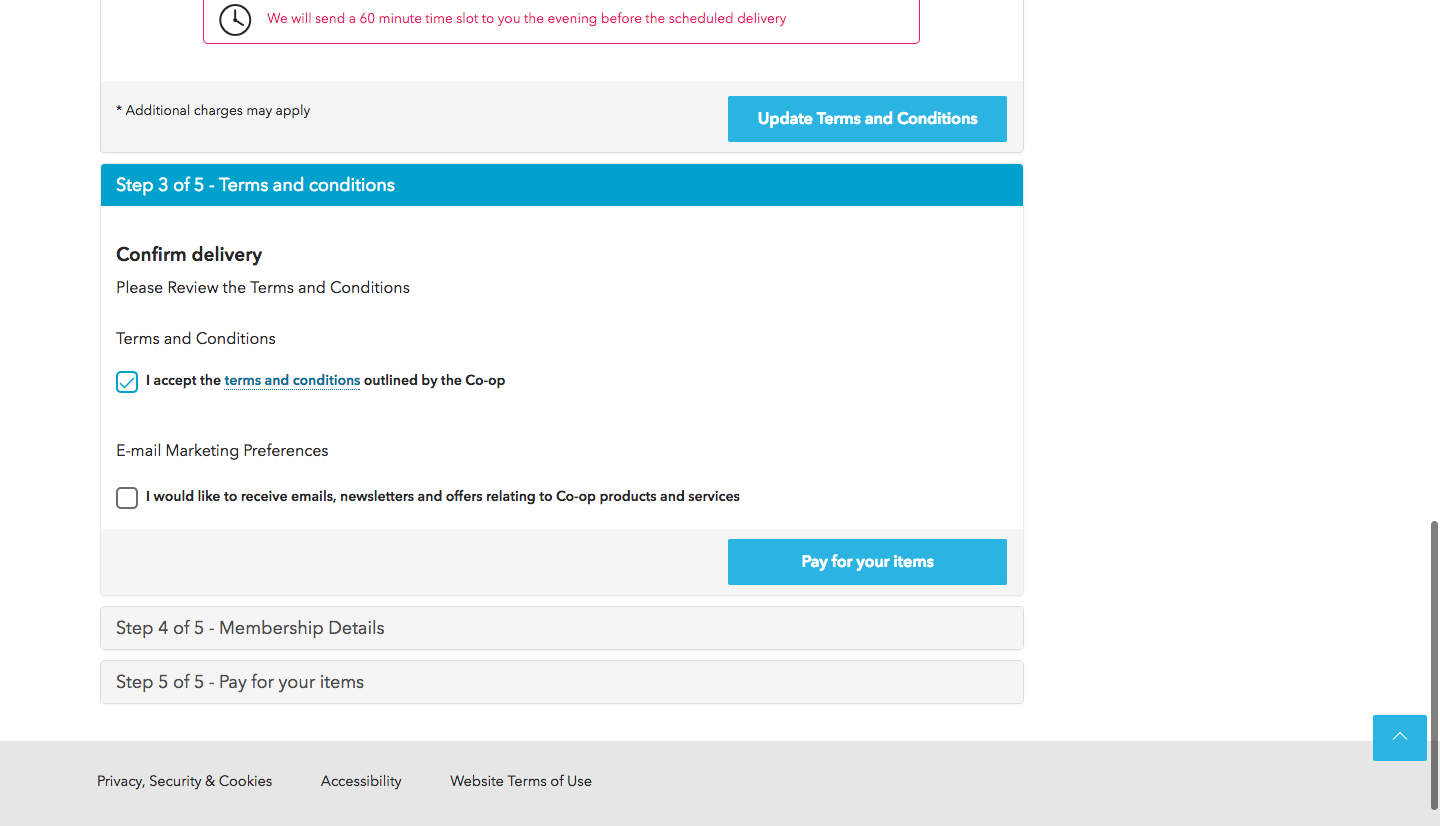 We will send a 60 minute time slot to you the evening before the scheduled delivery
* Additional charges may apply
Update Terms and Conditions
Step 3 of 5 - Terms and conditions
Confirm delivery
Please Review the Terms and Conditions
Terms and Conditions
I accept the terms and conditions outlined by the Co-op
E-mail Marketing Preferences
I would like to receive emails, newsletters and offers relating to Co-op products and services
Pay for your items
Step 4 of 5 - Membership Details
Step 5 of 5 - Pay for your items
Privacy, Security & Cookies
Accessibility
Website Terms of Use